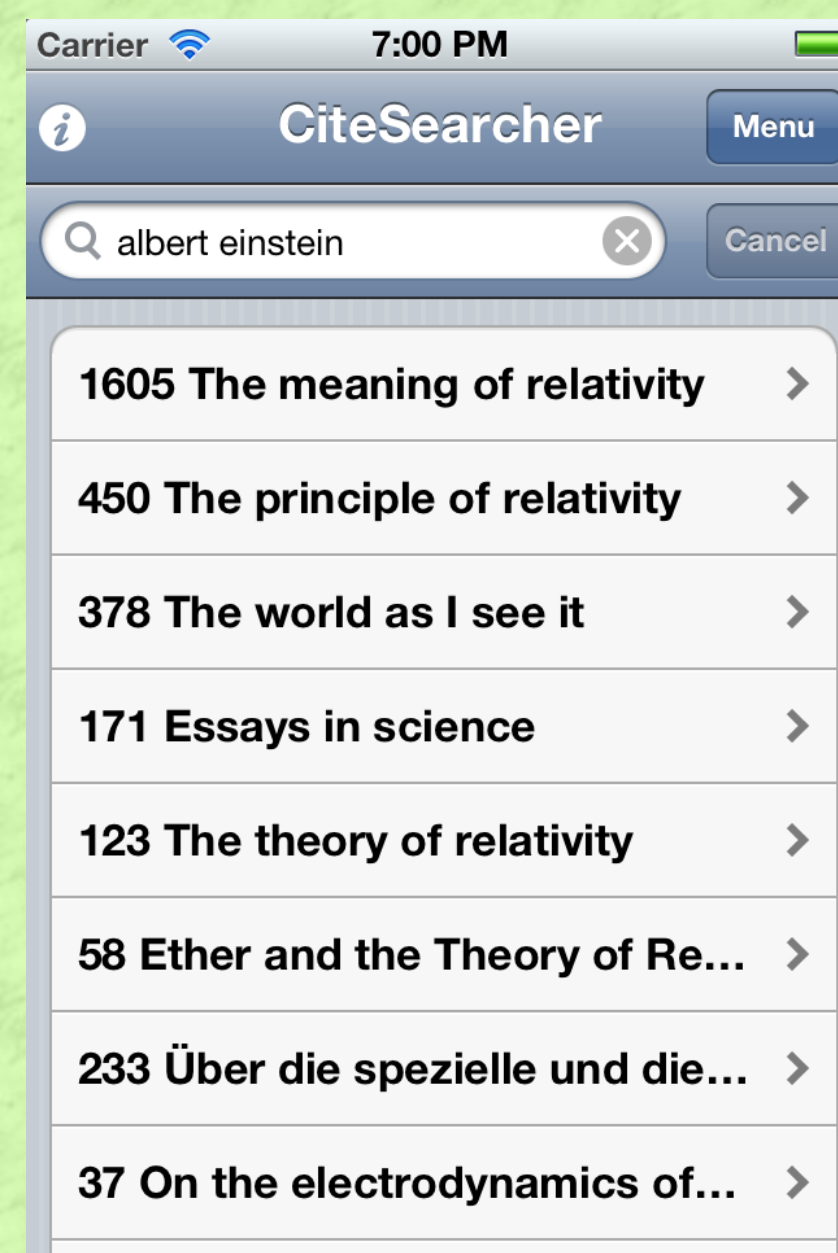 Carrier 7:00 PM
CiteSearcher Menu
albert einstein Cancel
1605 The meaning of relativity
450 The principle of relativity
378 The world as I see it
171 Essays in science
123 The theory of relativity
58 Ether and the Theory of Re...
233 Über die spezielle und die...
37 On the electrodynamics of...